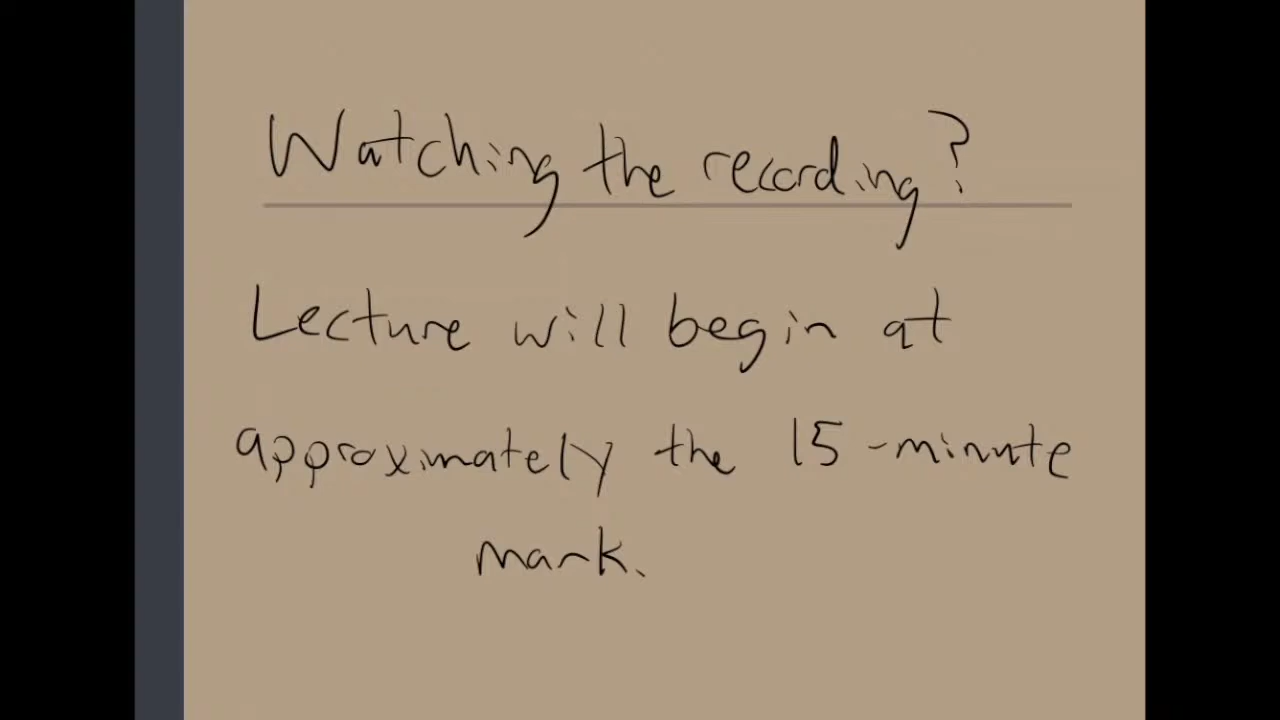 Watching the recording?
Lecture will begin at
approximately the 15-minute
mark.